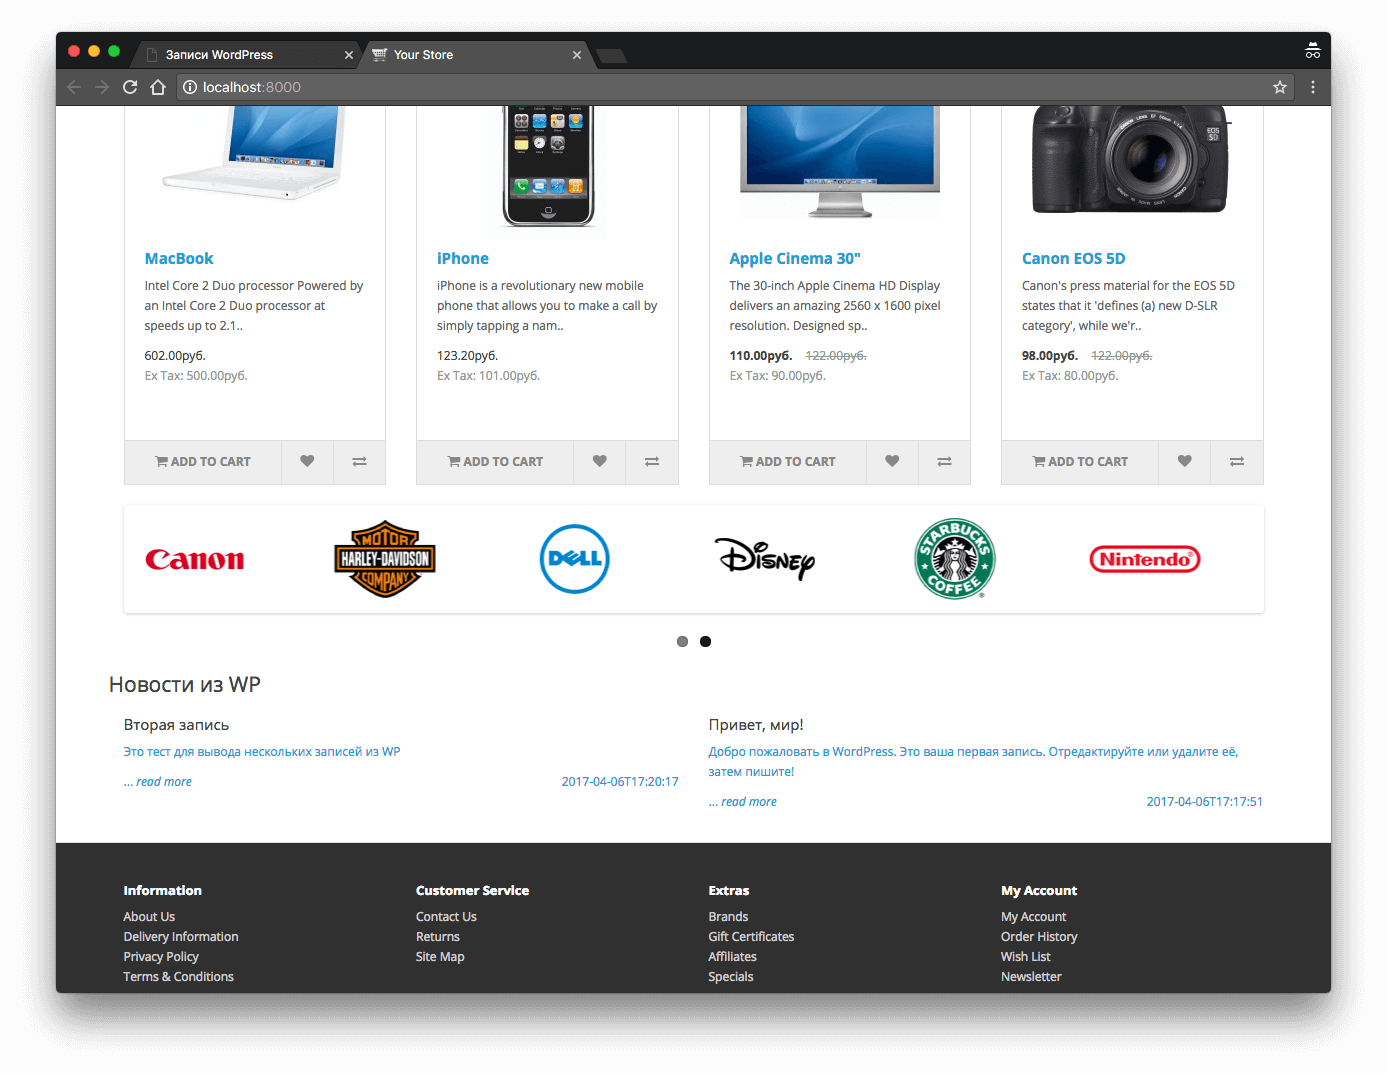 Записи WordPress
Your Store
localhost:8000
MacBook
Intel Core 2 Duo processor Powered by
an Intel Core 2 Duo processor at
speeds up to 2.1..
602.00руб.
Ex Tax: 500.00руб.
ADD TO CART
iPhone
iPhone is a revolutionary new mobile
phone that allows you to make a call by
simply tapping a nam..
123.20руб.
Ex Tax: 101.00руб.
ADD TO CART
Apple Cinema 30"
The 30-inch Apple Cinema HD Display
delivers an amazing 2560 x 1600 pixel
resolution. Designed sp..
110.00руб. 122.00руб.
Ex Tax: 90.00руб.
ADD TO CART
EOS
5D
Canon EOS 5D
Canon's press material for the EOS 5D
states that it 'defines (a) new D-SLR
category', while we'r..
98.00руб. 122.00руб.
Ex Tax: 80.00руб.
ADD TO CART
Canon
MOTOR
HARLEY-DAVIDSON
COMPANY
DELL
Disney
STARBUCKS
COFFEE
Nintendo
Новости из WP
Вторая запись
Это тест для вывода нескольких записей из WP
... read more
2017-04-06T17:20:17
Привет, мир!
Добро пожаловать в WordPress. Это ваша первая запись. Отредактируйте или удалите её,
затем пишите!
... read more
2017-04-06T17:17:51
Information
About Us
Delivery Information
Privacy Policy
Terms & Conditions
Customer Service
Contact Us
Returns
Site Map
Extras
Brands
Gift Certificates
Affiliates
Specials
My Account
My Account
Order History
Wish List
Newsletter